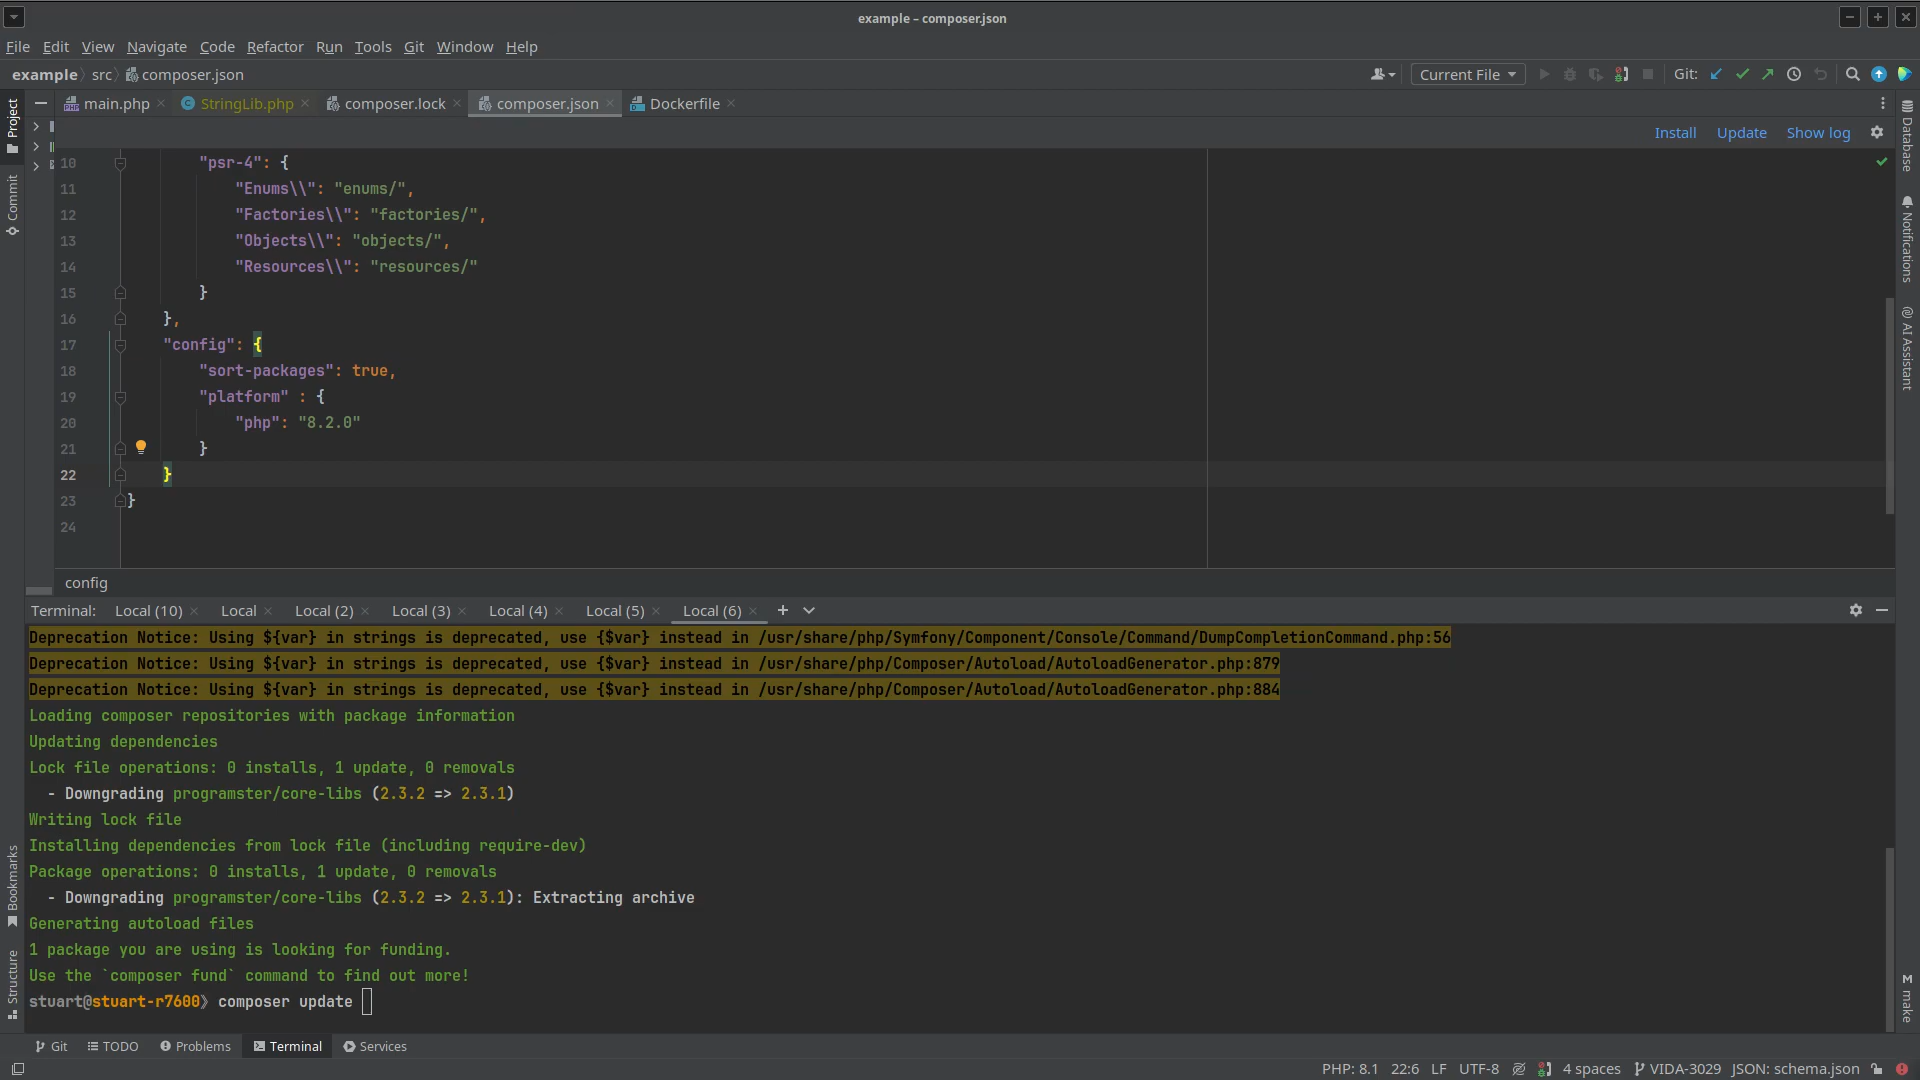 example – composer.json
File Edit View Navigate Code Refactor Run Tools Git Window Help
example src composer.json
Current File Git:
Project
Commit
Bookmarks
Structure
main.php StringLib.php composer.lock composer.json Dockerfile
Install Update Show log
10 "psr-4": {
11 "Enums\\": "enums/",
12 "Factories\\": "factories/",
13 "Objects\\": "objects/",
14 "Resources\\": "resources/"
15 }
16 },
17 "config": {
18 "sort-packages": true,
19 "platform" : {
20 "php": "8.2.0"
21 }
22 }
23 }
24
config
Database
Notifications
AI Assistant
make
Terminal: Local (10) Local Local (2) Local (3) Local (4) Local (5) Local (6)
Deprecation Notice: Using ${var} in strings is deprecated, use {$var} instead in /usr/share/php/Symfony/Component/Console/Command/DumpCompletionCommand.php:56
Deprecation Notice: Using ${var} in strings is deprecated, use {$var} instead in /usr/share/php/Composer/Autoload/AutoloadGenerator.php:879
Deprecation Notice: Using ${var} in strings is deprecated, use {$var} instead in /usr/share/php/Composer/Autoload/AutoloadGenerator.php:884
Loading composer repositories with package information
Updating dependencies
Lock file operations: 0 installs, 1 update, 0 removals
- Downgrading programster/core-libs (2.3.2 => 2.3.1)
Writing lock file
Installing dependencies from lock file (including require-dev)
Package operations: 0 installs, 1 update, 0 removals
- Downgrading programster/core-libs (2.3.2 => 2.3.1): Extracting archive
Generating autoload files
1 package you are using is looking for funding.
Use the `composer fund` command to find out more!
stuart@stuart-r7600》 composer update
Git TODO Problems Terminal Services
PHP: 8.1 22:6 LF UTF-8 4 spaces VIDA-3029 JSON: schema.json